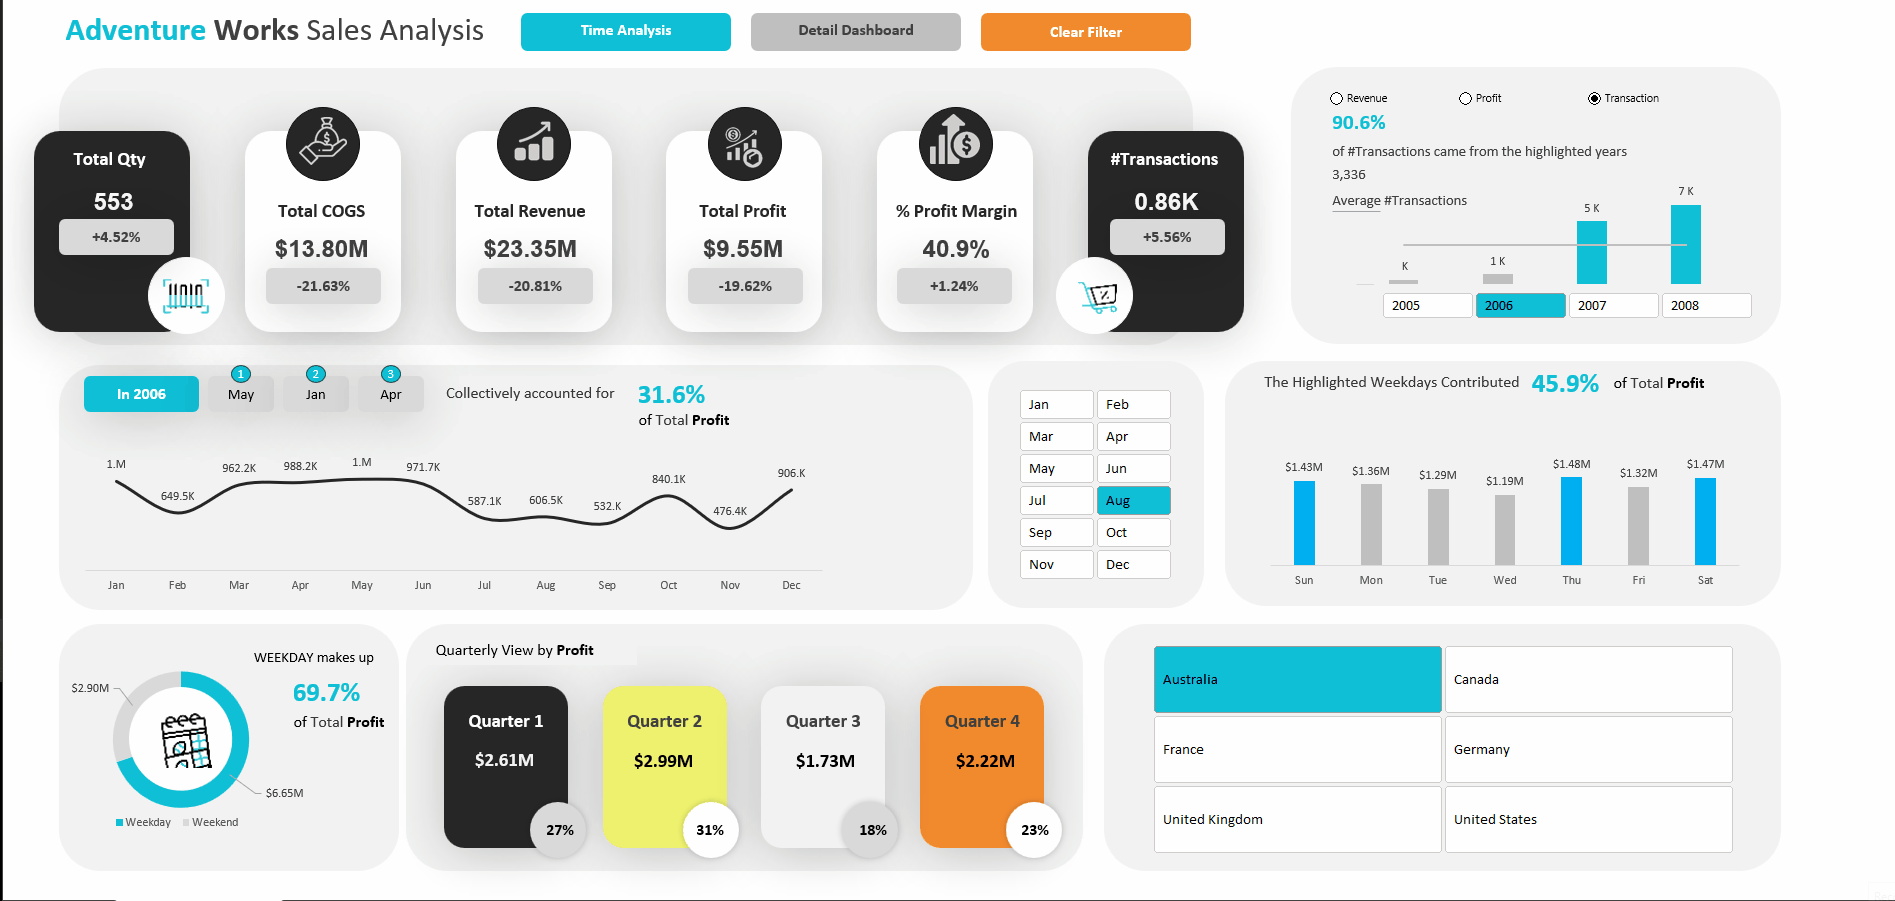 Adventure Works Sales Analysis
Time Analysis
Detail Dashboard
Clear Filter
Total Qty
553
+4.52%
Total COGS
$13.80M
-21.63%
Total Revenue
$23.35M
-20.81%
Total Profit
$9.55M
-19.62%
% Profit Margin
40.9%
+1.24%
#Transactions
0.86K
+5.56%
Revenue
Profit
Transaction
90.6%
of #Transactions came from the highlighted years
3,336
Average #Transactions
K
1 K
5 K
7 K
2005
2006
2007
2008
In 2006
1
May
2
Jan
3
Apr
Collectively accounted for
31.6%
of Total Profit
1.M
649.5K
962.2K
988.2K
1.M
971.7K
587.1K
606.5K
532.K
840.1K
476.4K
906.K
Jan
Feb
Mar
Apr
May
Jun
Jul
Aug
Sep
Oct
Nov
Dec
Jan
Feb
Mar
Apr
May
Jun
Jul
Aug
Sep
Oct
Nov
Dec
The Highlighted Weekdays Contributed 45.9% of Total Profit
$1.43M
$1.36M
$1.29M
$1.19M
$1.48M
$1.32M
$1.47M
Sun
Mon
Tue
Wed
Thu
Fri
Sat
WEEKDAY makes up
69.7%
of Total Profit
$2.90M
$6.65M
Weekday
Weekend
Quarterly View by Profit
Quarter 1
$2.61M
27%
Quarter 2
$2.99M
31%
Quarter 3
$1.73M
18%
Quarter 4
$2.22M
23%
Australia
Canada
France
Germany
United Kingdom
United States